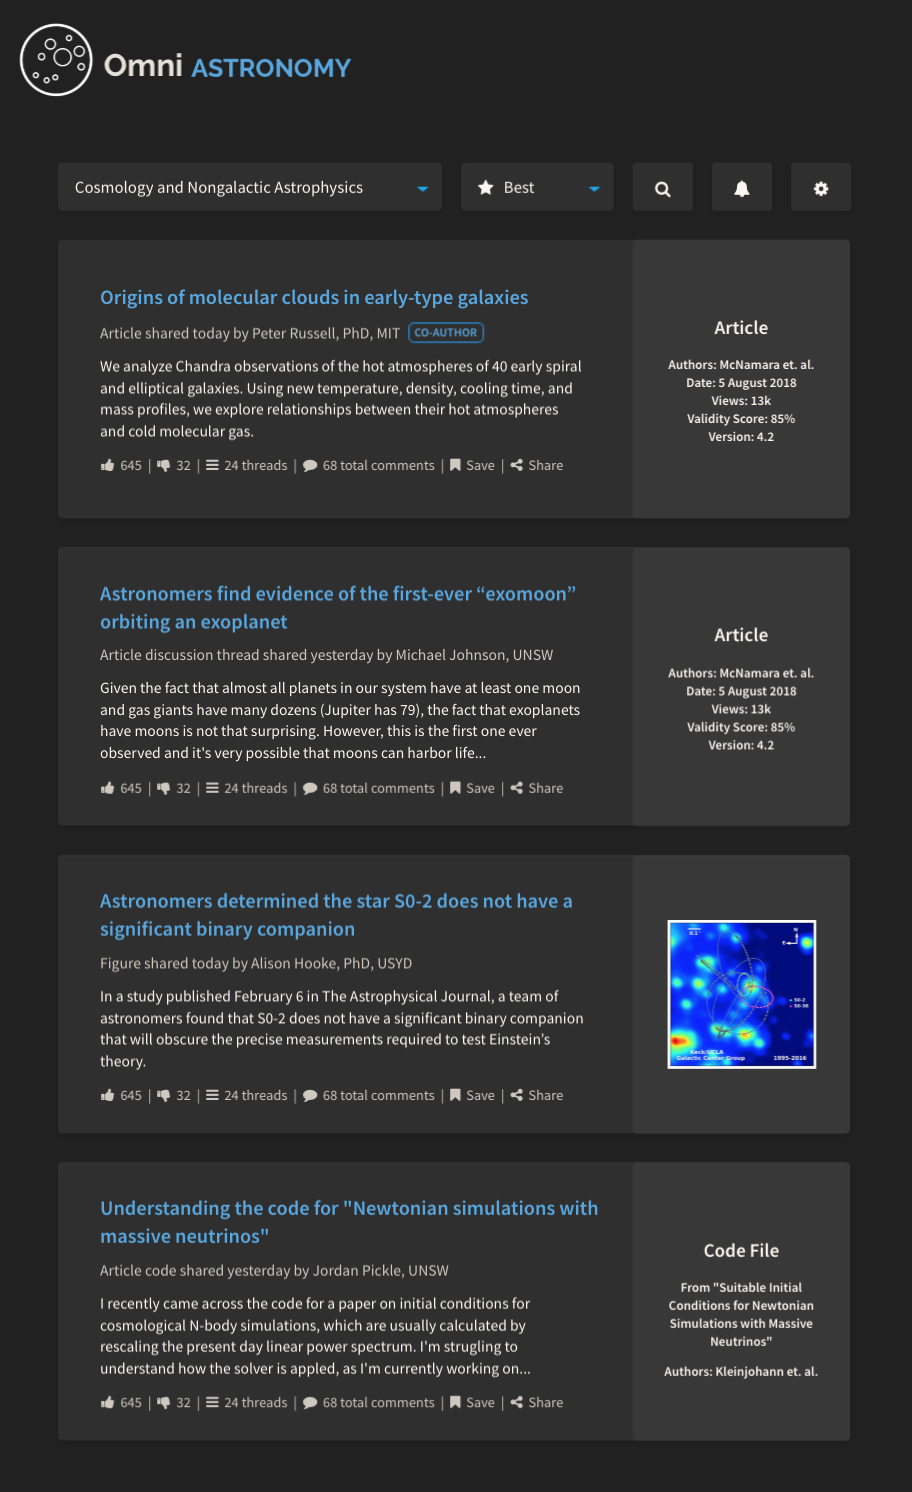 Omni ASTRONOMY
Cosmology and Nongalactic Astrophysics
Best
Origins of molecular clouds in early-type galaxies
Article shared today by Peter Russell, PhD, MIT CO-AUTHOR
We analyze Chandra observations of the hot atmospheres of 40 early spiral
and elliptical galaxies. Using new temperature, density, cooling time, and
mass profiles, we explore relationships between their hot atmospheres
and cold molecular gas.
645 | 32 | 24 threads | 68 total comments | Save | Share
Article
Authors: McNamara et. al.
Date: 5 August 2018
Views: 13k
Validity Score: 85%
Version: 4.2
Astronomers find evidence of the first-ever “exomoon”
orbiting an exoplanet
Article discussion thread shared yesterday by Michael Johnson, UNSW
Given the fact that almost all planets in our system have at least one moon
and gas giants have many dozens (Jupiter has 79), the fact that exoplanets
have moons is not that surprising. However, this is the first one ever
observed and it's very possible that moons can harbor life...
645 | 32 | 24 threads | 68 total comments | Save | Share
Article
Authors: McNamara et. al.
Date: 5 August 2018
Views: 13k
Validity Score: 85%
Version: 4.2
Astronomers determined the star S0-2 does not have a
significant binary companion
Figure shared today by Alison Hooke, PhD, USYD
In a study published February 6 in The Astrophysical Journal, a team of
astronomers found that S0-2 does not have a significant binary companion
that will obscure the precise measurements required to test Einstein’s
theory.
645 | 32 | 24 threads | 68 total comments | Save | Share
0.1"
N
E
S0-2
S0-38
Keck/UCLA
Galactic Center Group
1995-2016
Understanding the code for "Newtonian simulations with
massive neutrinos"
Article code shared yesterday by Jordan Pickle, UNSW
I recently came across the code for a paper on initial conditions for
cosmological N-body simulations, which are usually calculated by
rescaling the present day linear power spectrum. I'm strugling to
understand how the solver is appled, as I'm currently working on...
645 | 32 | 24 threads | 68 total comments | Save | Share
Code File
From "Suitable Initial
Conditions for Newtonian
Simulations with Massive
Neutrinos"
Authors: Kleinjohann et. al.